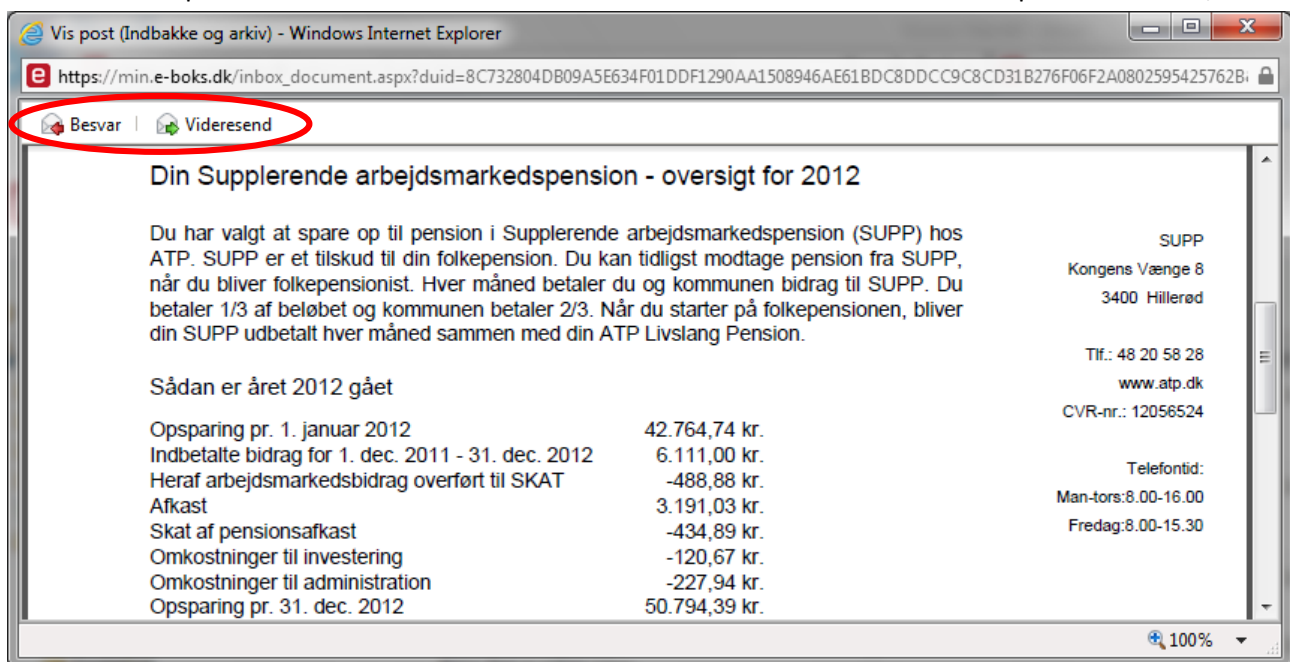 Vis post (Indbakke og arkiv) - Windows Internet Explorer
https://min.e-boks.dk/inbox_document.aspx?duid=8C732804DB09A5E634F01DDF1290AA1508946AE61BDC8DDCC9C8CD31B276F06F2A0802595425762B
Besvar | Videresend
Din Supplerende arbejdsmarkedspension - oversigt for 2012
Du har valgt at spare op til pension i Supplerende arbejdsmarkedspension (SUPP) hos
ATP. SUPP er et tilskud til din folkepension. Du kan tidligst modtage pension fra SUPP,
når du bliver folkepensionist. Hver måned betaler du og kommunen bidrag til SUPP. Du
betaler 1/3 af beløbet og kommunen betaler 2/3. Når du starter på folkepensionen, bliver
din SUPP udbetalt hver måned sammen med din ATP Livslang Pension.
Sådan er året 2012 gået
Opsparing pr. 1. januar 2012 42.764,74 kr.
Indbetalte bidrag for 1. dec. 2011 - 31. dec. 2012 6.111,00 kr.
Heraf arbejdsmarkedsbidrag overført til SKAT -488,88 kr.
Afkast 3.191,03 kr.
Skat af pensionsafkast -434,89 kr.
Omkostninger til investering -120,67 kr.
Omkostninger til administration -227,94 kr.
Opsparing pr. 31. dec. 2012 50.794,39 kr.
SUPP
Kongens Vænge 8
3400 Hillerød
Tlf.: 48 20 58 28
www.atp.dk
CVR-nr.: 12056524
Telefontid:
Man-tors:8.00-16.00
Fredag:8.00-15.30
100%